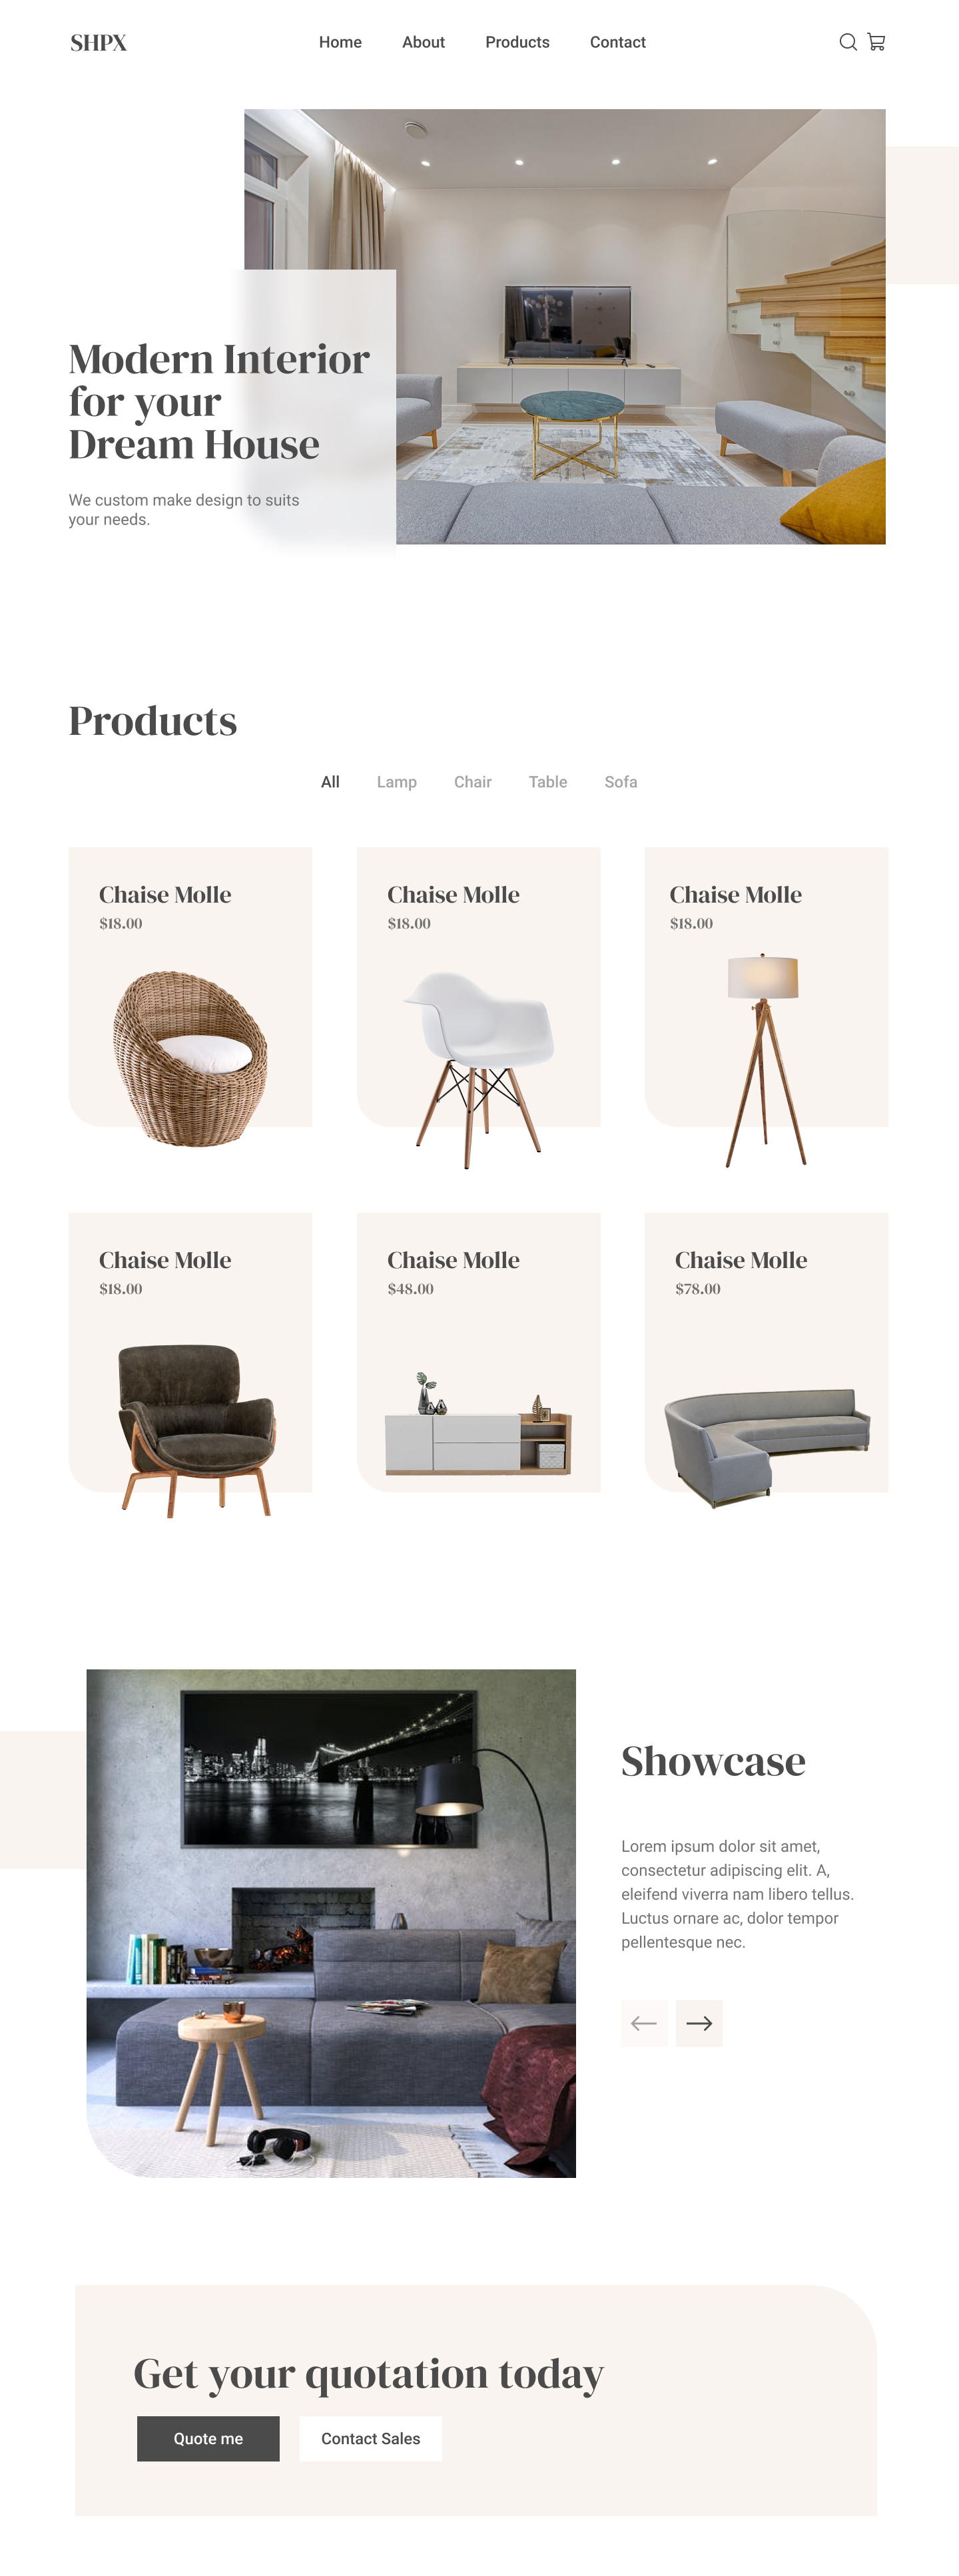 SHPX
Home About Products Contact
Modern Interior
for your
Dream House
We custom make design to suits
your needs.
Products
All Lamp Chair Table Sofa
Chaise Molle
$18.00
Chaise Molle
$18.00
Chaise Molle
$18.00
Chaise Molle
$18.00
Chaise Molle
$48.00
Chaise Molle
$78.00
Showcase
Lorem ipsum dolor sit amet,
consectetur adipiscing elit. A,
eleifend viverra nam libero tellus.
Luctus ornare ac, dolor tempor
pellentesque nec.
Get your quotation today
Quote me
Contact Sales